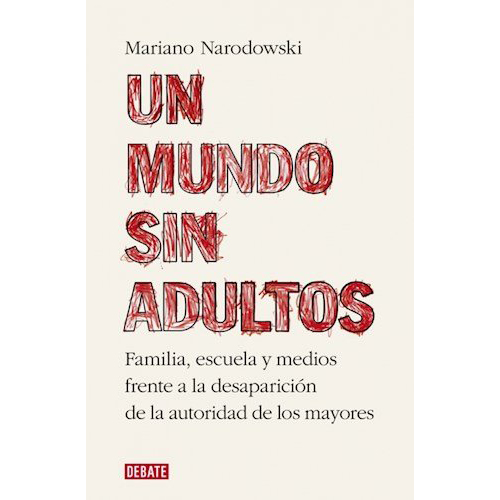 Mariano Narodowski
UN
MUNDO
SIN
ADULTOS
Familia, escuela y medios
frente a la desaparición
de la autoridad de los mayores
DEBATE